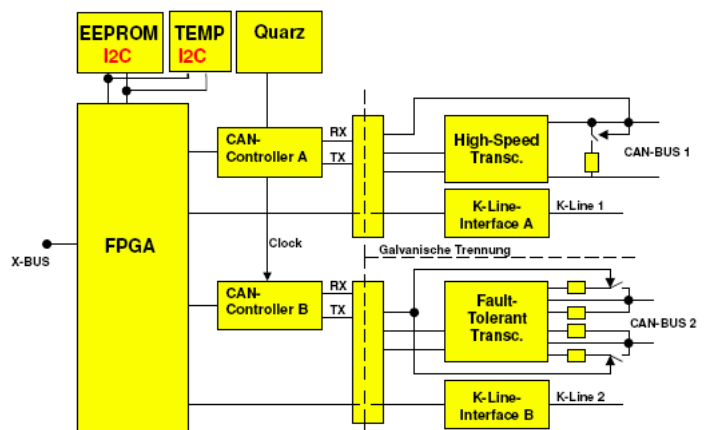 EEPROM
I2C
TEMP
I2C
Quarz
CAN-
Controller A
RX
TX
High-Speed
Transc.
CAN-BUS 1
K-Line-
Interface A
K-Line 1
FPGA
X-BUS
Clock
Galvanische Trennung
CAN-
Controller B
RX
TX
Fault-
Tolerant
Transc.
CAN-BUS 2
K-Line-
Interface B
K-Line 2